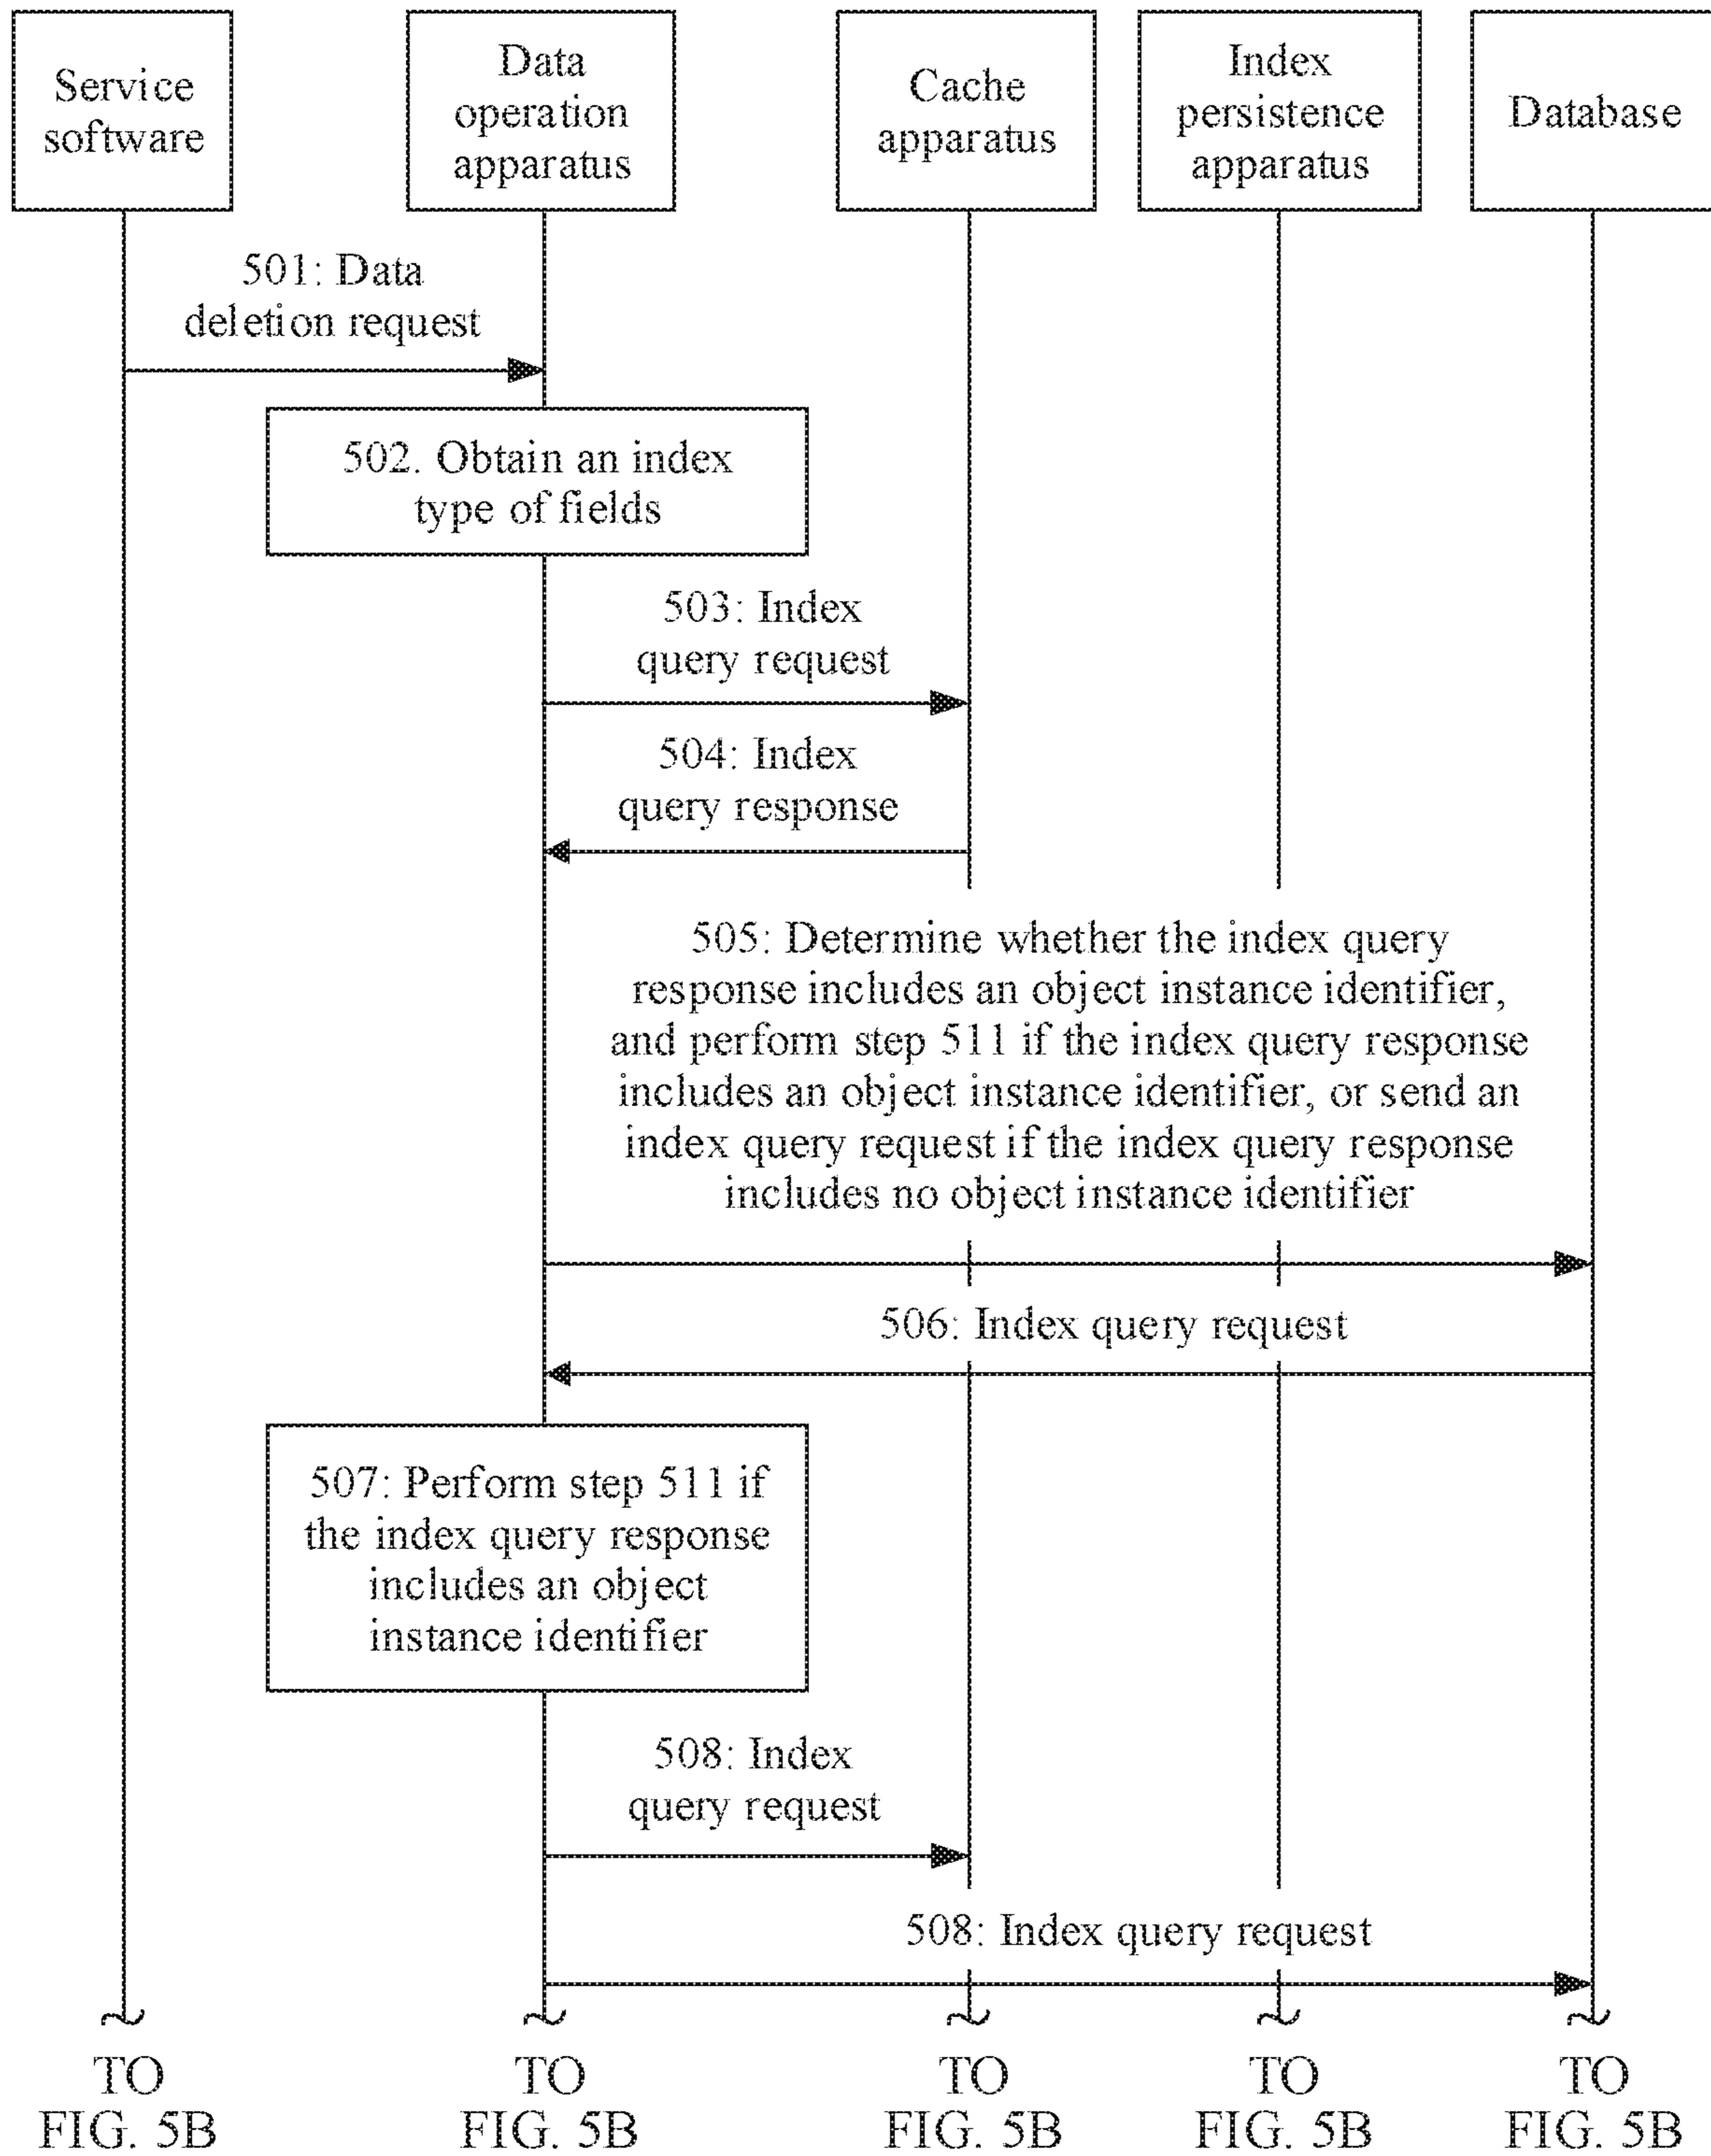 Service
software
Data
operation
apparatus
Cache
apparatus
Index
persistence
apparatus
Database
501: Data
deletion request
502. Obtain an index
type of fields
503: Index
query request
504: Index
query response
505: Determine whether the index query
response includes an object instance identifier,
and perform step 511 if the index query response
includes an object instance identifier, or send an
index query request if the index query response
includes no object instance identifier
506: Index query request
507: Perform step 511 if
the index query response
includes an object
instance identifier
508: Index
query request
508: Index query request
TO
FIG. 5B
TO
FIG. 5B
TO
FIG. 5B
TO
FIG. 5B
TO
FIG. 5B